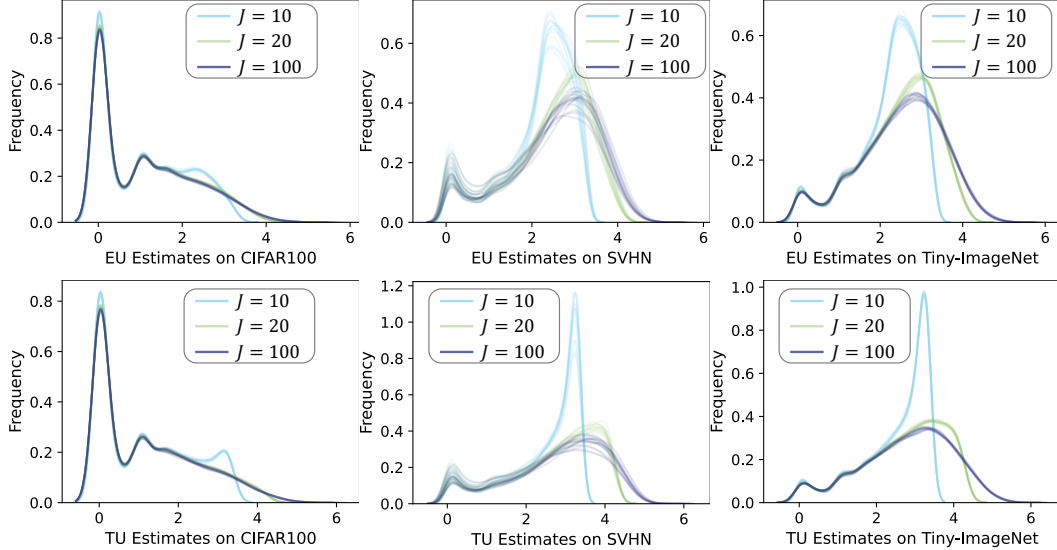 Frequency
0.8
0.6
0.4
0.2
0.0
J = 10
J = 20
J = 100
0 2 4 6
EU Estimates on CIFAR100
Frequency
0.6
0.4
0.2
0.0
J = 10
J = 20
J = 100
0 2 4 6
EU Estimates on SVHN
Frequency
0.6
0.4
0.2
0.0
J = 10
J = 20
J = 100
0 2 4 6
EU Estimates on Tiny-ImageNet
Frequency
0.8
0.6
0.4
0.2
0.0
J = 10
J = 20
J = 100
0 2 4 6
TU Estimates on CIFAR100
Frequency
1.2
1.0
0.8
0.6
0.4
0.2
0.0
J = 10
J = 20
J = 100
0 2 4 6
TU Estimates on SVHN
Frequency
1.0
0.8
0.6
0.4
0.2
0.0
J = 10
J = 20
J = 100
0 2 4 6
TU Estimates on Tiny-ImageNet